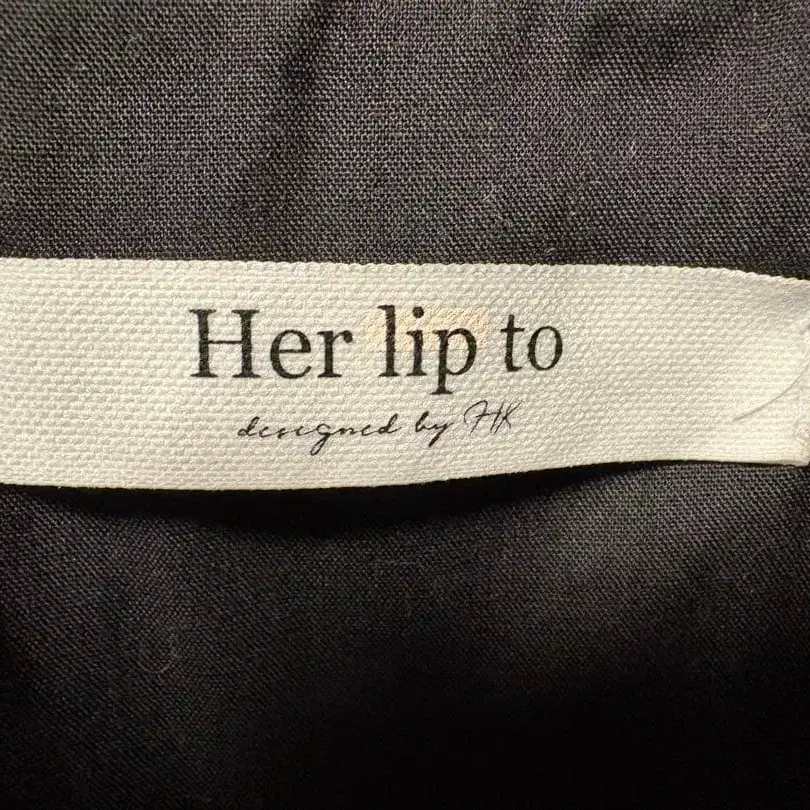 Her lip to
designed by HK